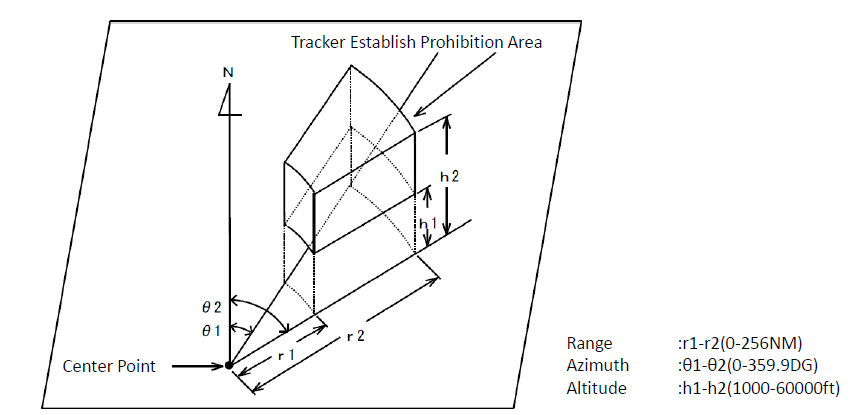 Tracker Establish Prohibition Area
N
h2
h1
θ2
θ1
r1
r2
Center Point
Range :r1-r2(0-256NM)
Azimuth :θ1-θ2(0-359.9DG)
Altitude :h1-h2(1000-60000ft)